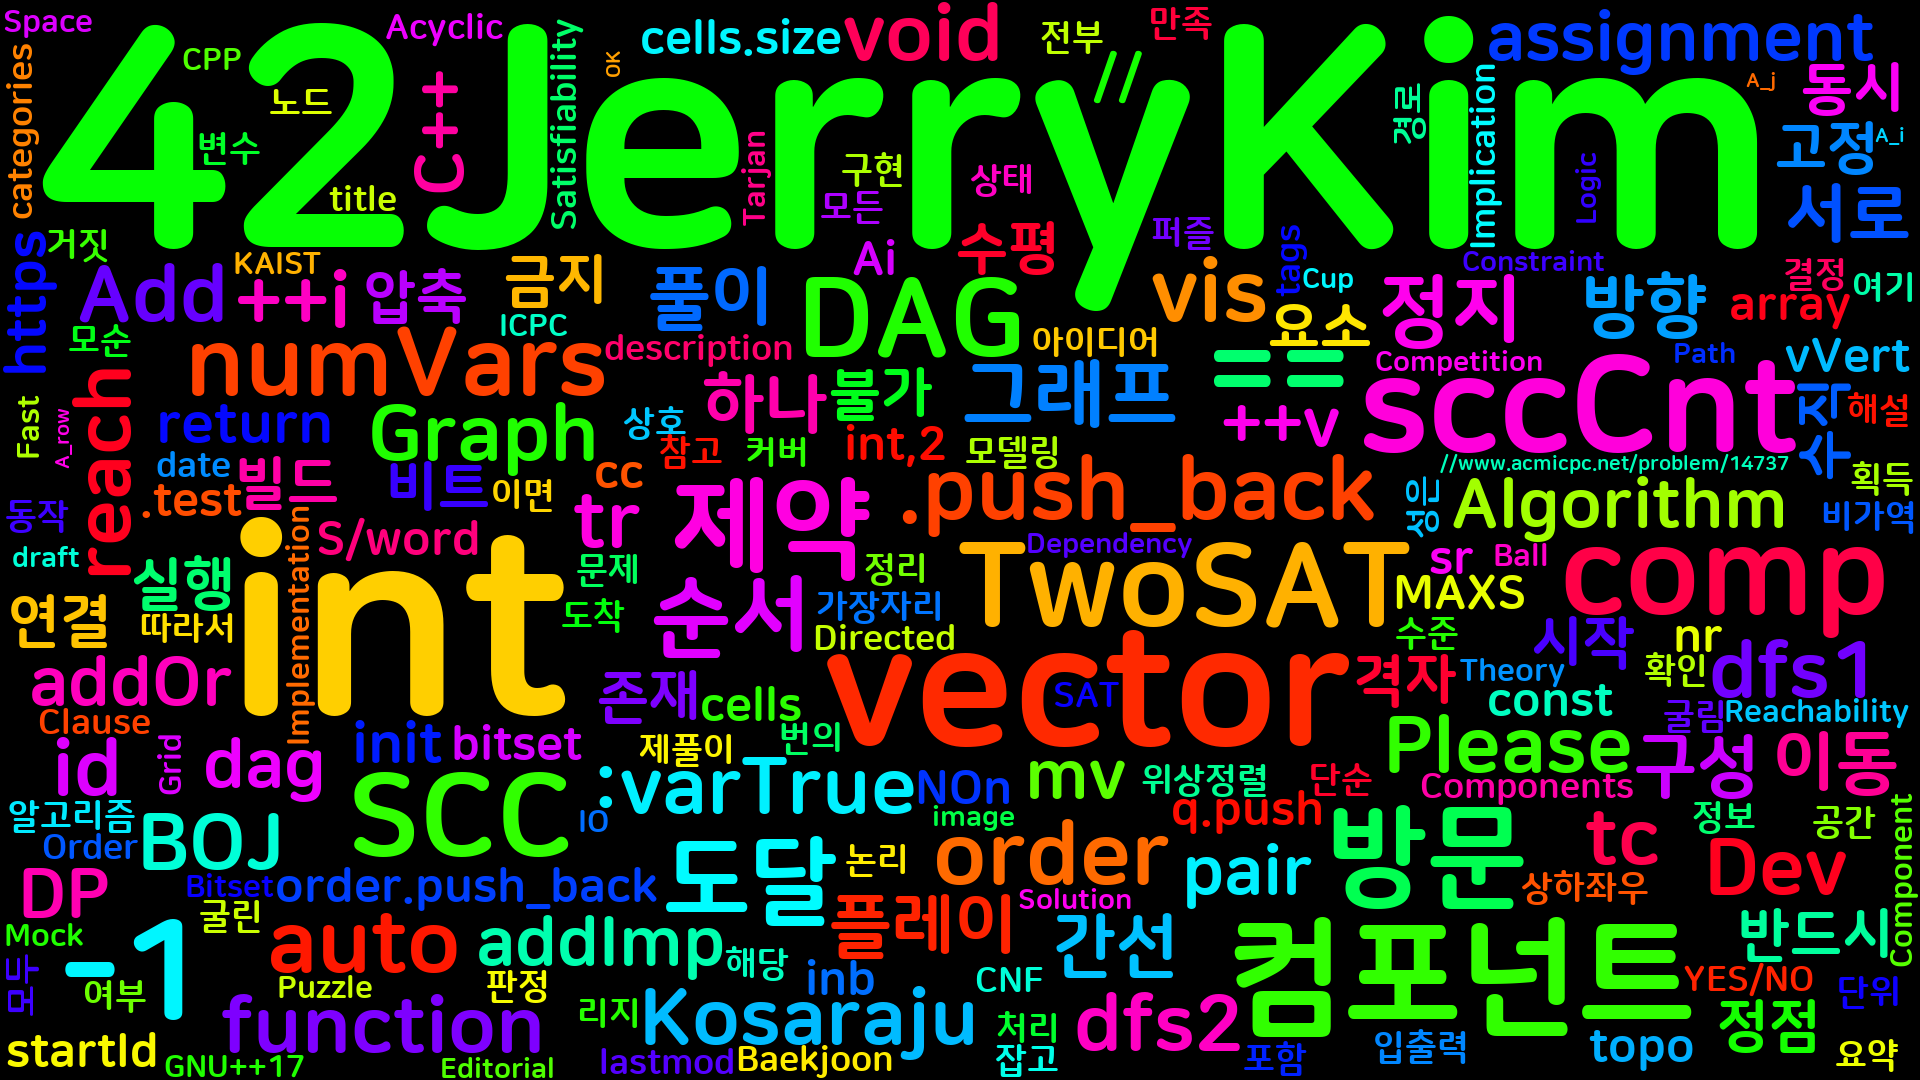 Space
42JerryKim
Acyclic
CPP
노드
변수
title
categories
C++
Satisfiability
OK
cells.size
void
전부
만족
//
assignment
A_j
동시
고정
A_i
서로
경로
Implication
Logic
Tarjan
구현
모든
상태
퍼즐
tags
https
거짓
KAIST
Add
++i
압축
금지
ICPC
풀이
description
Ai
수평
DAG
아이디어
vis
Cup
요소
정지
Constraint
방향
결정
여기
array
모순
numVars
reach
return
Graph
하나
불가
그래프
==
++v
Competition
sccCnt
Path
vVert
각
해설
Fast
A_row
date
.test
빌드
비트
이면
cc
상호
참고
커버
int,2
모델링
//www.acmicpc.net/problem/14737
사
획득
동작
draft
실행
Implementation
S/word
tr
제약
.push_back
성인
Algorithm
비가역
연결
따라서
int
문제
도착
순서
정리
가장자리
Directed
Dependency
TwoSAT
sr
Ball
MAXS
comp
수준
시작
nr
확인
dfs1
addOr
Clause
존재
cells
vector
SAT
격자
Theory
const
굴림
Reachability
id
Grid
dag
init
bitset
제풀이
번의
Please
구성
이동
SCC
:varTrue
NOn
mv
위상정렬
단순
Components
알고리즘
Order
BOJ
IO
image
q.push
정보
공간
Component
DP
Bitset
order.push_back
도달
논리
order
pair
방문
tc
Dev
상하좌우
Mock
굴린
-1
auto
addImp
해당
플레이
Solution
간선
컴포넌트
반드시
모다
여부
Puzzle
판정
inb
CNF
YES/NO
단위
startId
function
리지
Kosaraju
처리
dfs2
정점
GNU++17
Editorial
lastmod
Baekjoon
잡고
포함
입출력
topo
요약